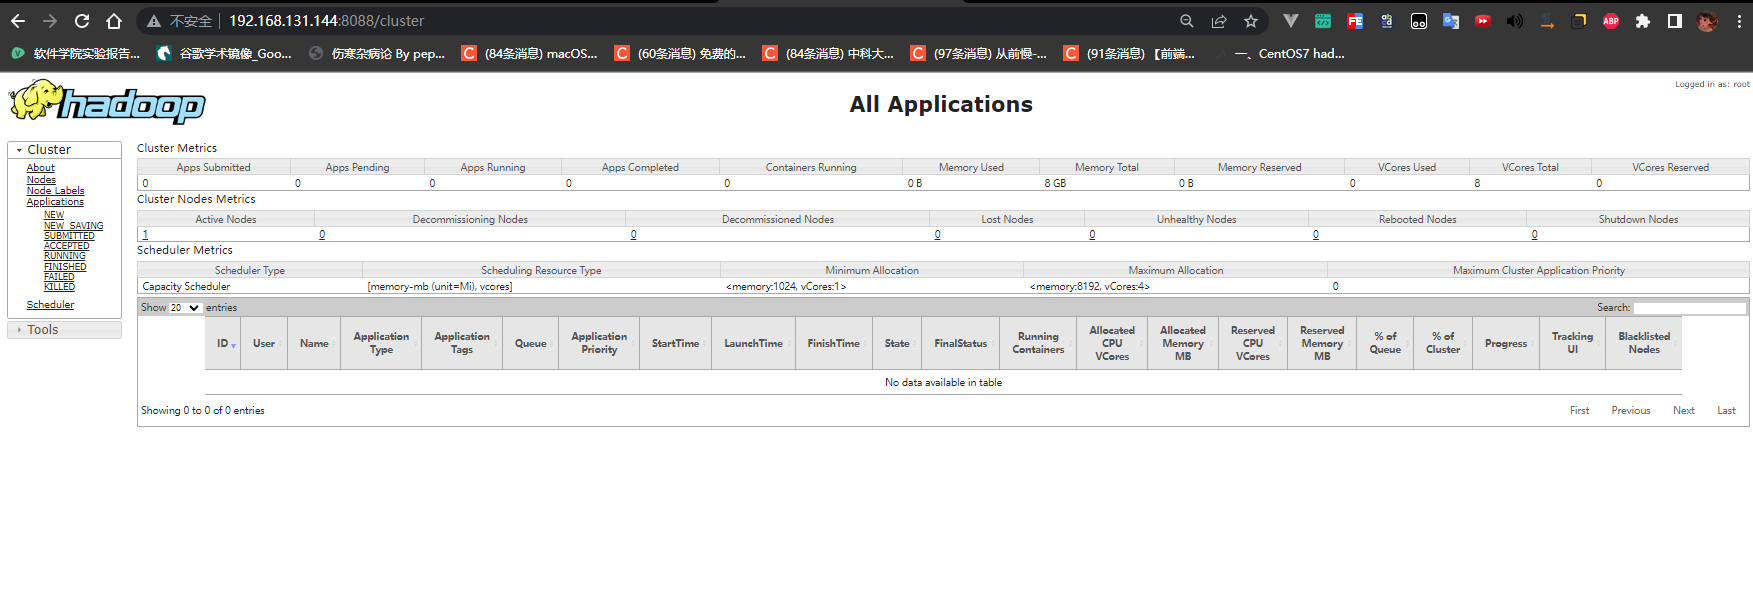 不安全 192.168.131.144:8088/cluster
软件学院实验报告... 谷歌学术镜像_Goo... 伤寒杂病论 By pep... (84条消息) macOS... (60条消息) 免费的... (84条消息) 中科大... (97条消息) 从前慢-... (91条消息) 【前端... 一、CentOS7 had...
Logged in as: root
hadoop
All Applications
Cluster
About
Nodes
Node Labels
Applications
NEW
NEW_SAVING
SUBMITTED
ACCEPTED
RUNNING
FINISHED
FAILED
KILLED
Scheduler
Tools
Cluster Metrics
Apps Submitted Apps Pending Apps Running Apps Completed Containers Running Memory Used Memory Total Memory Reserved VCores Used VCores Total VCores Reserved
0 0 0 0 0 0 B 8 GB 0 B 0 8 0
Cluster Nodes Metrics
Active Nodes Decommissioning Nodes Decommissioned Nodes Lost Nodes Unhealthy Nodes Rebooted Nodes Shutdown Nodes
1 0 0 0 0 0 0
Scheduler Metrics
Scheduler Type Scheduling Resource Type Minimum Allocation Maximum Allocation Maximum Cluster Application Priority
Capacity Scheduler [memory-mb (unit=Mi), vcores] <memory:1024, vCores:1> <memory:8192, vCores:4> 0
Show 20 entries Search:
ID User Name Application Type Application Tags Queue Application Priority StartTime LaunchTime FinishTime State FinalStatus Running Containers Allocated CPU VCores Allocated Memory MB Reserved CPU VCores Reserved Memory MB % of Queue % of Cluster Progress Tracking UI Blacklisted Nodes
No data available in table
Showing 0 to 0 of 0 entries First Previous Next Last